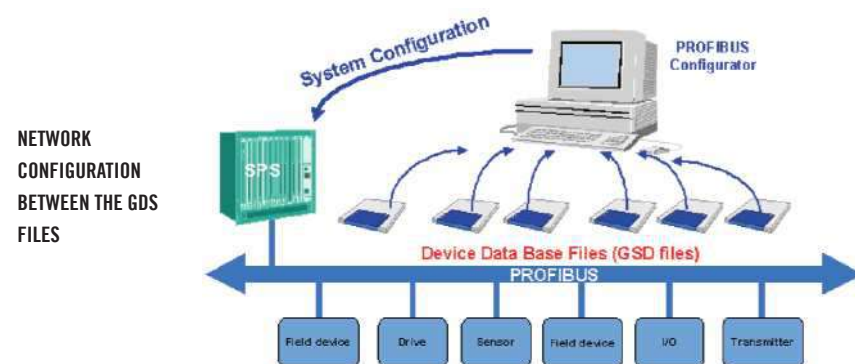 NETWORK
CONFIGURATION
BETWEEN THE GDS
FILES
System Configuration
PROFIBUS
Configurator
SPS
Device Data Base Files (GSD files)
PROFIBUS
Field device
Drive
Sensor
Field device
I/O
Transmitter